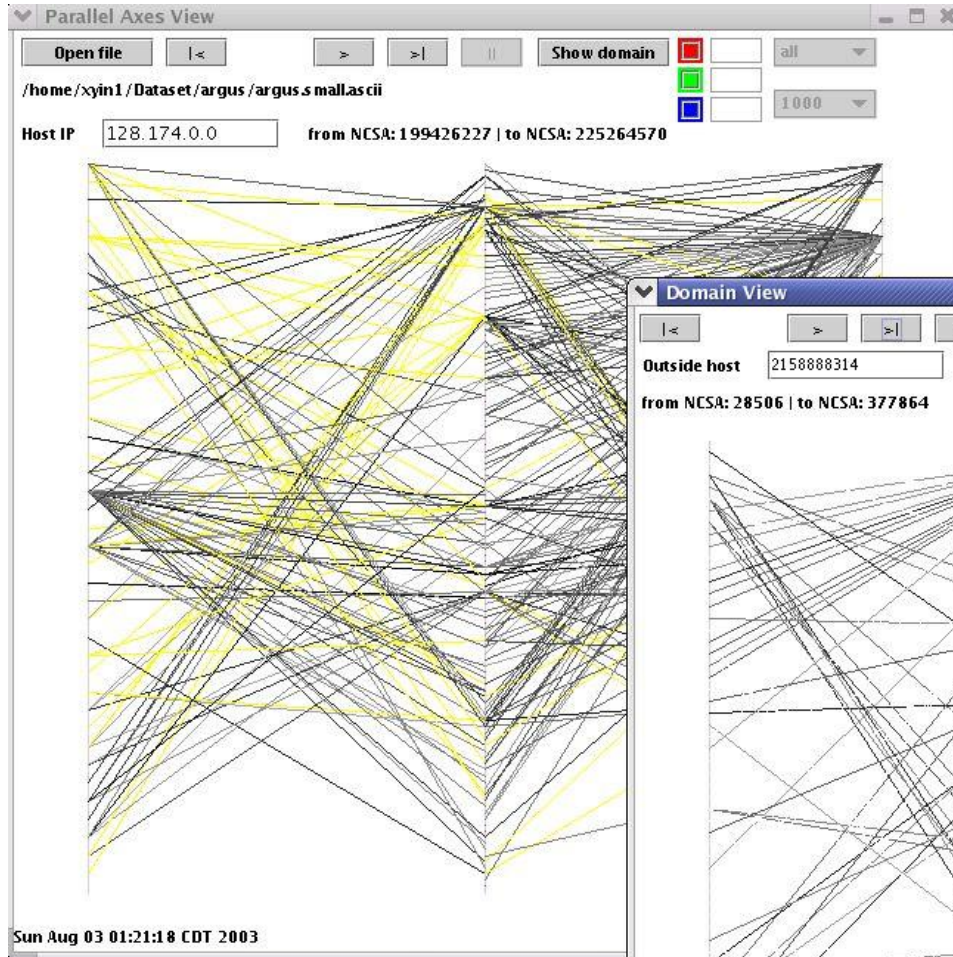 Parallel Axes View
Open file |< > >| || Show domain all
1000
/home/xyin1/Dataset/argus/argus.small.ascii
Host IP 128.174.0.0 from NCSA: 199426227 | to NCSA: 225264570
Domain View
|< > >|
Outside host 2158888314
from NCSA: 28506 | to NCSA: 377864
Sun Aug 03 01:21:18 CDT 2003